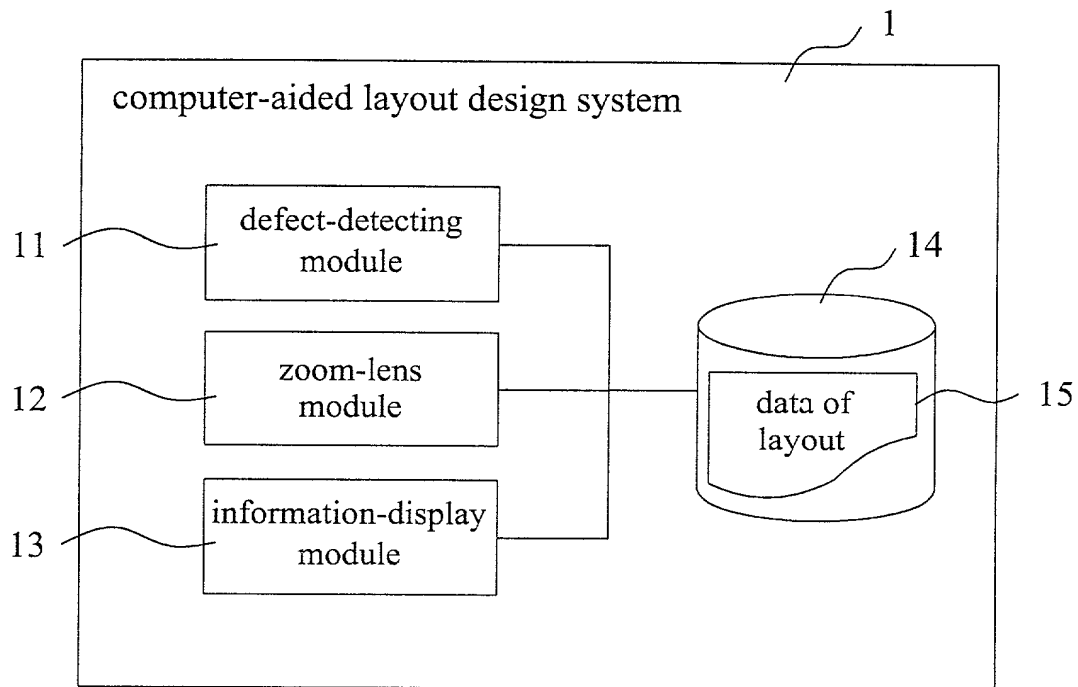 1
computer-aided layout design system
defect-detecting
module
11
14
zoom-lens
module
12
data of
layout
15
information-display
module
13